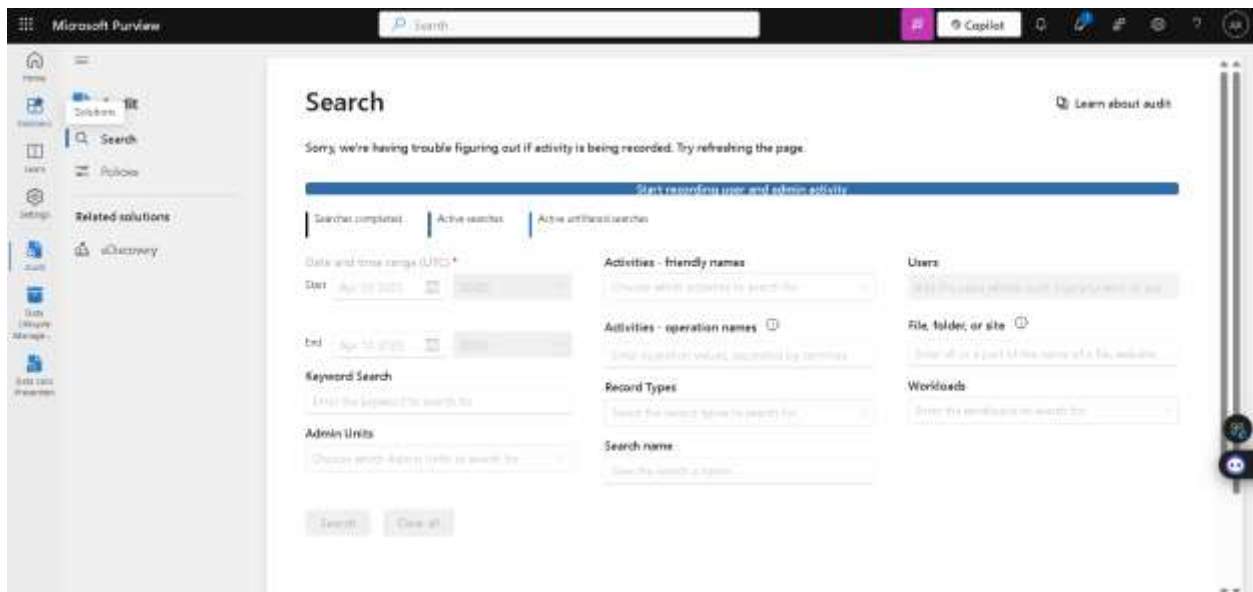 Microsoft Purview
Search
Copilot
Home
Solutions
Learn
Settings
Audit
Data Lifecycle Manage...
Data Loss Prevention
Solutions
Search
Policies
Related solutions
eDiscovery
Search
Learn about audit
Sorry, we're having trouble figuring out if activity is being recorded. Try refreshing the page.
Start recording user and admin activity
Searches completed
Active searches
Active unfiltered searches
Date and time range (UTC) *
Start
End
Keyword Search
Enter the keyword to search for
Admin Units
Choose which Admin Units to search for
Activities - friendly names
Choose which activities to search for
Activities - operation names
Enter operation values, separated by commas
Record Types
Select the record types to search for
Search name
Give the search a name
Users
File, folder, or site
Enter all or a part of the name of a file, website,
Workloads
Enter the workloads to search for
Search
Clear all